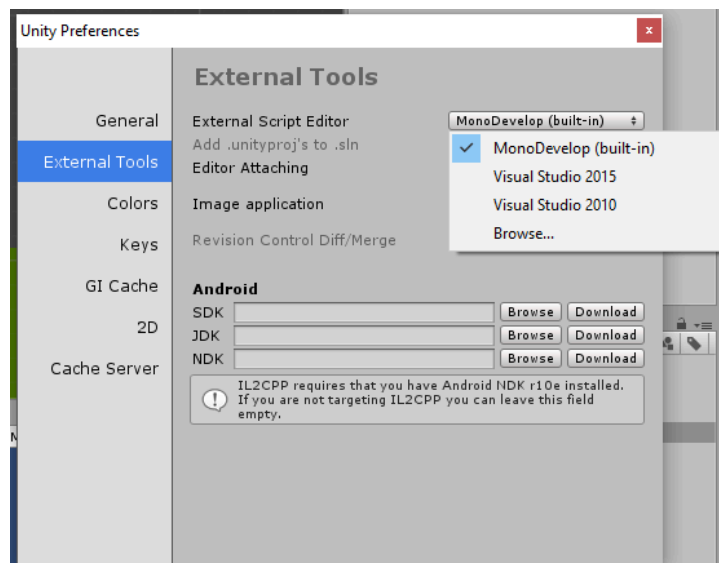 Unity Preferences
x
External Tools
General
External Tools
Colors
Keys
GI Cache
2D
Cache Server
External Script Editor
MonoDevelop (built-in)
Add .unityproj's to .sln
Editor Attaching
Image application
Revision Control Diff/Merge
MonoDevelop (built-in)
Visual Studio 2015
Visual Studio 2010
Browse...
Android
SDK Browse Download
JDK Browse Download
NDK Browse Download
IL2CPP requires that you have Android NDK r10e installed.
If you are not targeting IL2CPP you can leave this field
empty.